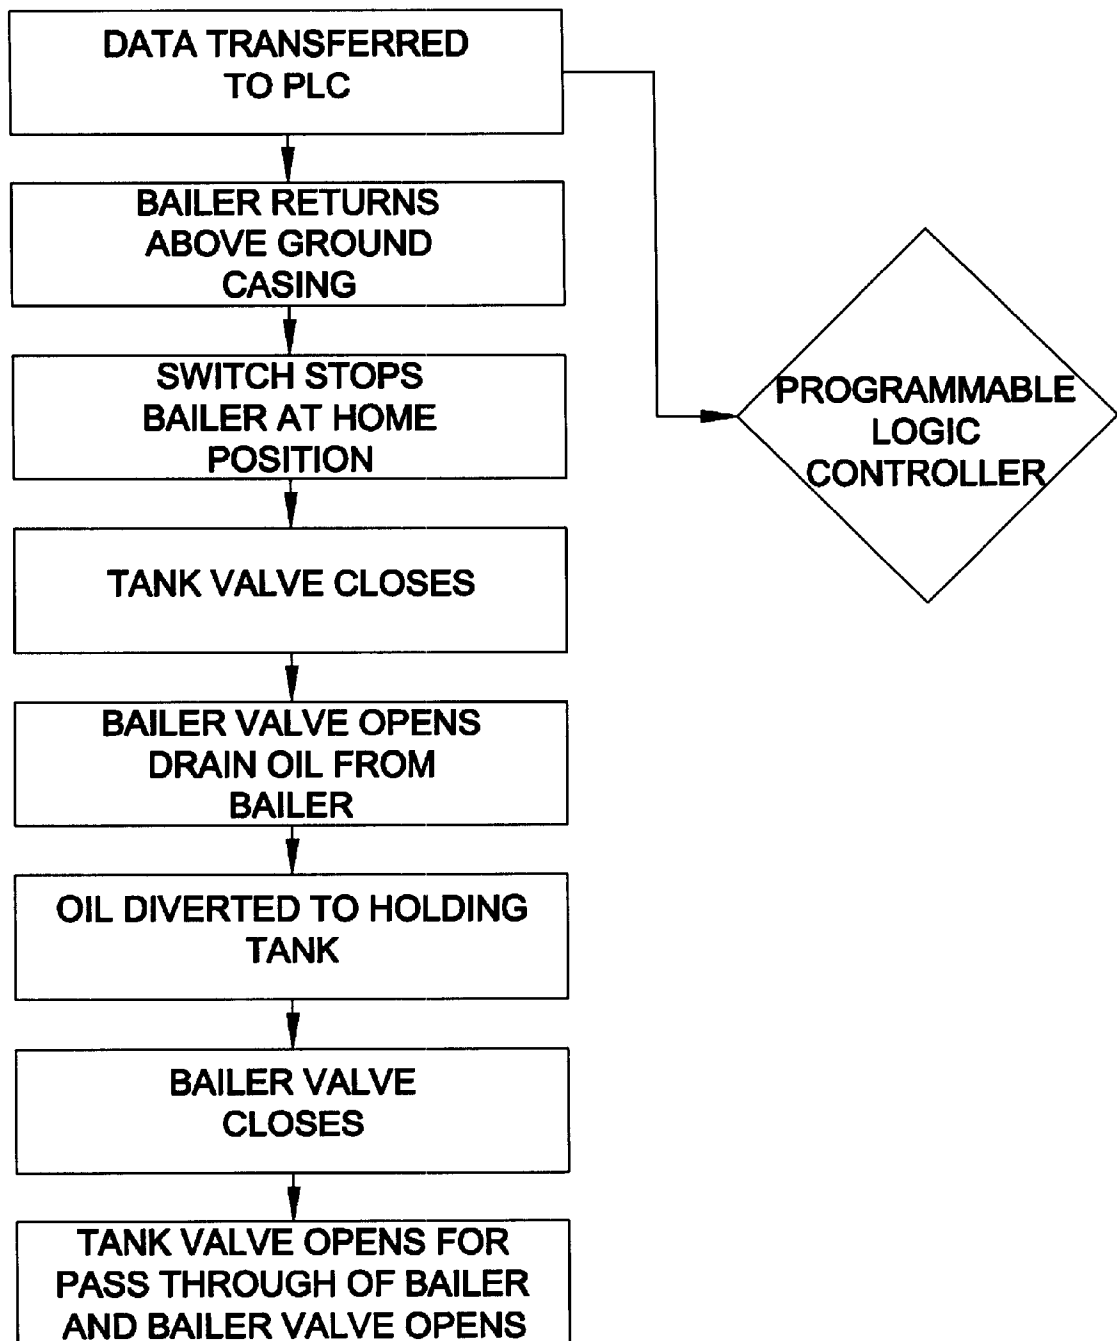 DATA TRANSFERRED
TO PLC
BAILER RETURNS
ABOVE GROUND
CASING
SWITCH STOPS
BAILER AT HOME
POSITION
PROGRAMMABLE
LOGIC
CONTROLLER
TANK VALVE CLOSES
BAILER VALVE OPENS
DRAIN OIL FROM
BAILER
OIL DIVERTED TO HOLDING
TANK
BAILER VALVE
CLOSES
TANK VALVE OPENS FOR
PASS THROUGH OF BAILER
AND BAILER VALVE OPENS